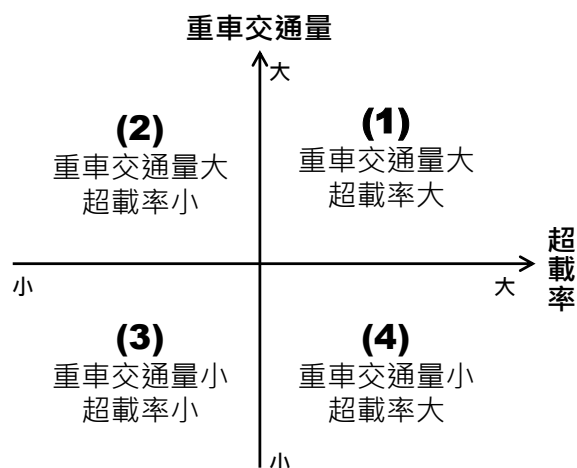 重車交通量
大
(2)
重車交通量大
超載率小
(1)
重車交通量大
超載率大
小
大
超載率
(3)
重車交通量小
超載率小
(4)
重車交通量小
超載率大
小